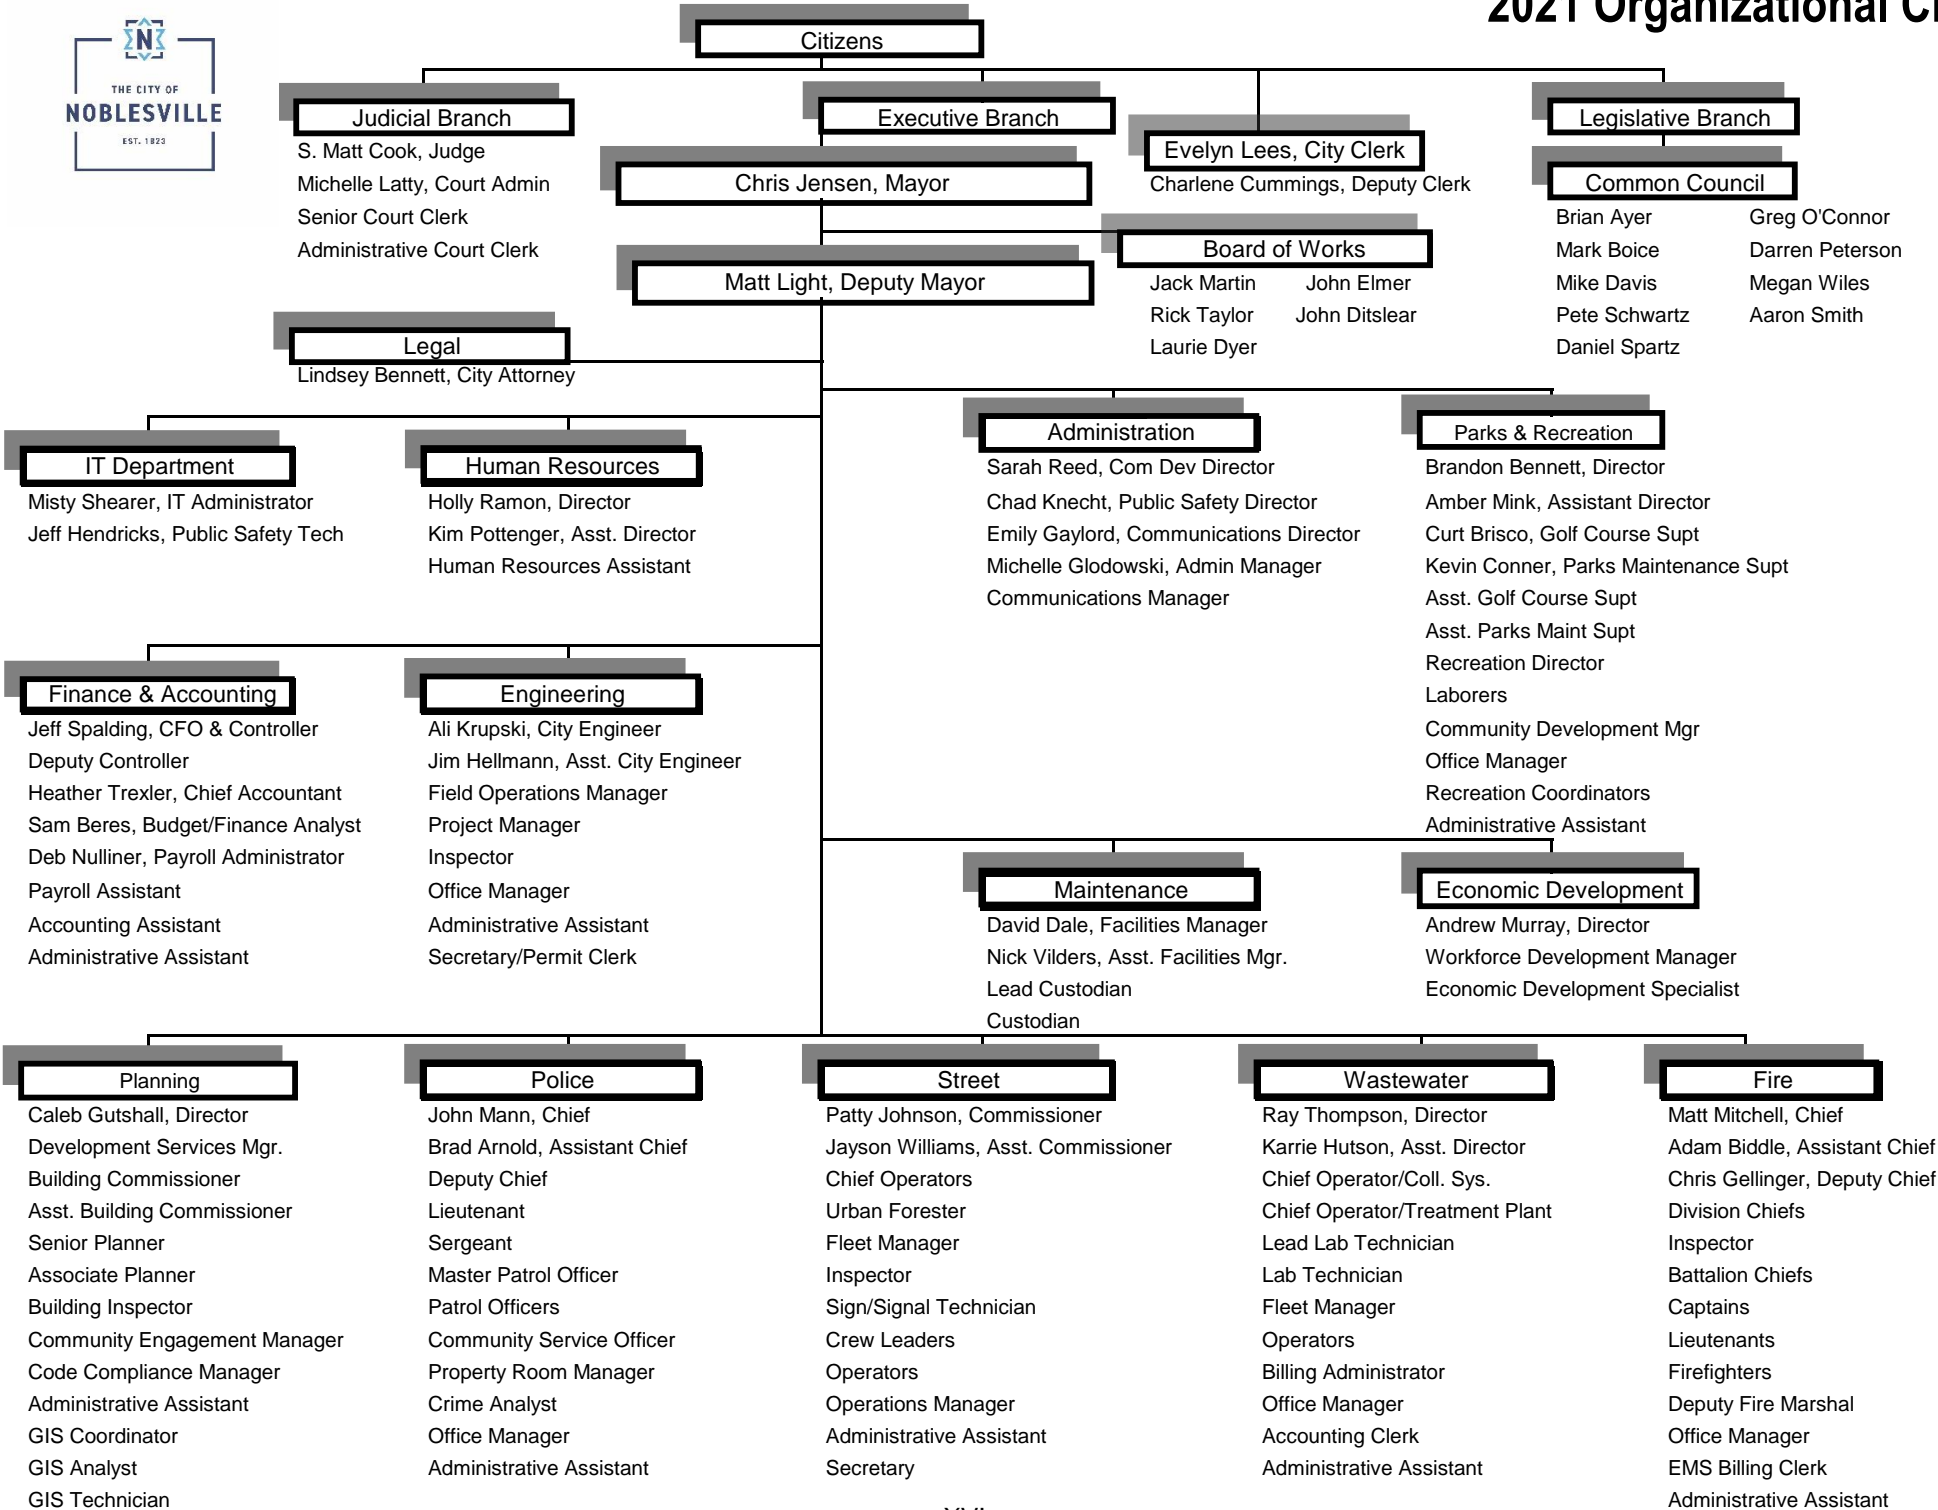 2021 Organizational
N
THE CITY OF
NOBLESVILLE
EST. 1823
Citizens
Judicial Branch
S. Matt Cook, Judge
Michelle Latty, Court Admin
Senior Court Clerk
Administrative Court Clerk
Executive Branch
Chris Jensen, Mayor
Matt Light, Deputy Mayor
Evelyn Lees, City Clerk
Charlene Cummings, Deputy Clerk
Board of Works
Jack Martin John Elmer
Rick Taylor John Ditslear
Laurie Dyer
Legislative Branch
Common Council
Brian Ayer Greg O'Connor
Mark Boice Darren Peterson
Mike Davis Megan Wiles
Pete Schwartz Aaron Smith
Daniel Spartz
Legal
Lindsey Bennett, City Attorney
IT Department
Misty Shearer, IT Administrator
Jeff Hendricks, Public Safety Tech
Human Resources
Holly Ramon, Director
Kim Pottenger, Asst. Director
Human Resources Assistant
Administration
Sarah Reed, Com Dev Director
Chad Knecht, Public Safety Director
Emily Gaylord, Communications Director
Michelle Glodowski, Admin Manager
Communications Manager
Parks & Recreation
Brandon Bennett, Director
Amber Mink, Assistant Director
Curt Brisco, Golf Course Supt
Kevin Conner, Parks Maintenance Supt
Asst. Golf Course Supt
Asst. Parks Maint Supt
Recreation Director
Laborers
Community Development Mgr
Office Manager
Recreation Coordinators
Administrative Assistant
Finance & Accounting
Jeff Spalding, CFO & Controller
Deputy Controller
Heather Trexler, Chief Accountant
Sam Beres, Budget/Finance Analyst
Deb Nulliner, Payroll Administrator
Payroll Assistant
Accounting Assistant
Administrative Assistant
Engineering
Ali Krupski, City Engineer
Jim Hellmann, Asst. City Engineer
Field Operations Manager
Project Manager
Inspector
Office Manager
Administrative Assistant
Secretary/Permit Clerk
Maintenance
David Dale, Facilities Manager
Nick Vilders, Asst. Facilities Mgr.
Lead Custodian
Custodian
Economic Development
Andrew Murray, Director
Workforce Development Manager
Economic Development Specialist
Planning
Caleb Gutshall, Director
Development Services Mgr.
Building Commissioner
Asst. Building Commissioner
Senior Planner
Associate Planner
Building Inspector
Community Engagement Manager
Code Compliance Manager
Administrative Assistant
GIS Coordinator
GIS Analyst
GIS Technician
Police
John Mann, Chief
Brad Arnold, Assistant Chief
Deputy Chief
Lieutenant
Sergeant
Master Patrol Officer
Patrol Officers
Community Service Officer
Property Room Manager
Crime Analyst
Office Manager
Administrative Assistant
Street
Patty Johnson, Commissioner
Jayson Williams, Asst. Commissioner
Chief Operators
Urban Forester
Fleet Manager
Inspector
Sign/Signal Technician
Crew Leaders
Operators
Operations Manager
Administrative Assistant
Secretary
Wastewater
Ray Thompson, Director
Karrie Hutson, Asst. Director
Chief Operator/Coll. Sys.
Chief Operator/Treatment Plant
Lead Lab Technician
Lab Technician
Fleet Manager
Operators
Billing Administrator
Office Manager
Accounting Clerk
Administrative Assistant
Fire
Matt Mitchell, Chief
Adam Biddle, Assistant Chief
Chris Gellinger, Deputy Chief
Division Chiefs
Inspector
Battalion Chiefs
Captains
Lieutenants
Firefighters
Deputy Fire Marshal
Office Manager
EMS Billing Clerk
Administrative Assistant